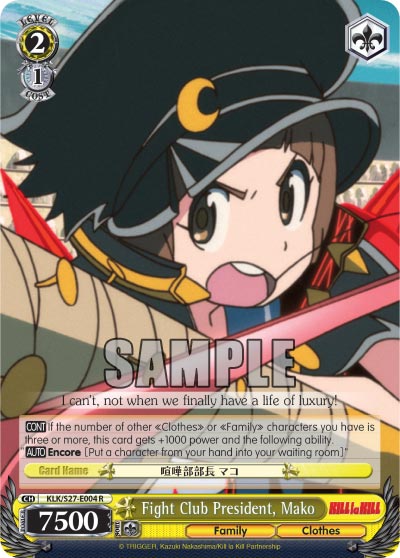 LEVEL
2
1
COST
SAMPLE
I can't, not when we finally have a life of luxury!
CONT If the number of other «Clothes» or «Family» characters you have is
three or more, this card gets +1000 power and the following ability.
AUTO Encore [Put a character from your hand into your waiting room]"
Card Name 喧嘩部部長 マコ
CH KLK/S27-E004 R
POWER 7500 SOUL Fight Club President, Mako KILL la KILL
Family Clothes
© TRIGGER, Kazuki Nakashima/Kill la Kill Partnership